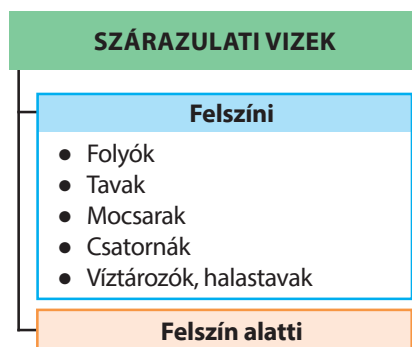 SZÁRAZULATI VIZEK
Felszíni
● Folyók
● Tavak
● Mocsarak
● Csatornák
● Víztározók, halastavak
Felszín alatti